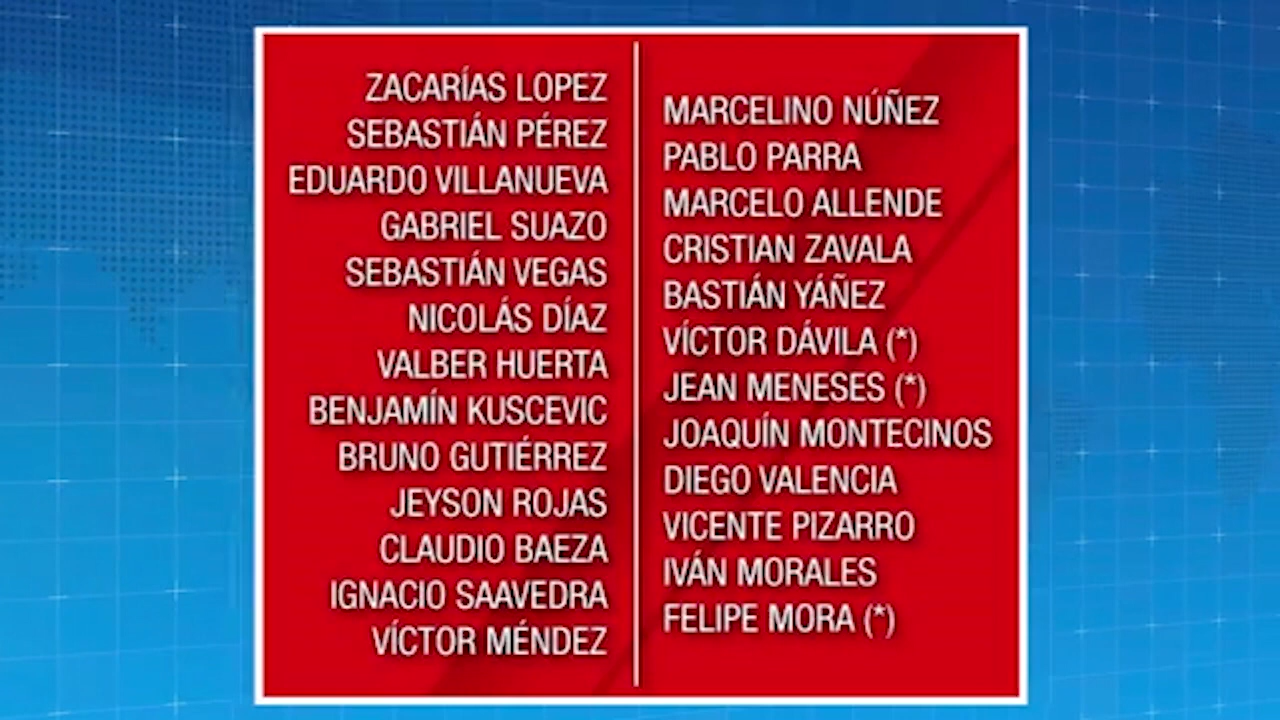 ZACARÍAS LOPEZ
SEBASTIÁN PÉREZ
EDUARDO VILLANUEVA
GABRIEL SUAZO
SEBASTIÁN VEGAS
NICOLÁS DÍAZ
VALBER HUERTA
BENJAMÍN KUSCEVIC
BRUNO GUTIÉRREZ
JEYSON ROJAS
CLAUDIO BAEZA
IGNACIO SAAVEDRA
VÍCTOR MÉNDEZ
MARCELINO NÚÑEZ
PABLO PARRA
MARCELO ALLENDE
CRISTIAN ZAVALA
BASTIÁN YÁÑEZ
VÍCTOR DÁVILA (*)
JEAN MENESES (*)
JOAQUÍN MONTECINOS
DIEGO VALENCIA
VICENTE PIZARRO
IVÁN MORALES
FELIPE MORA (*)